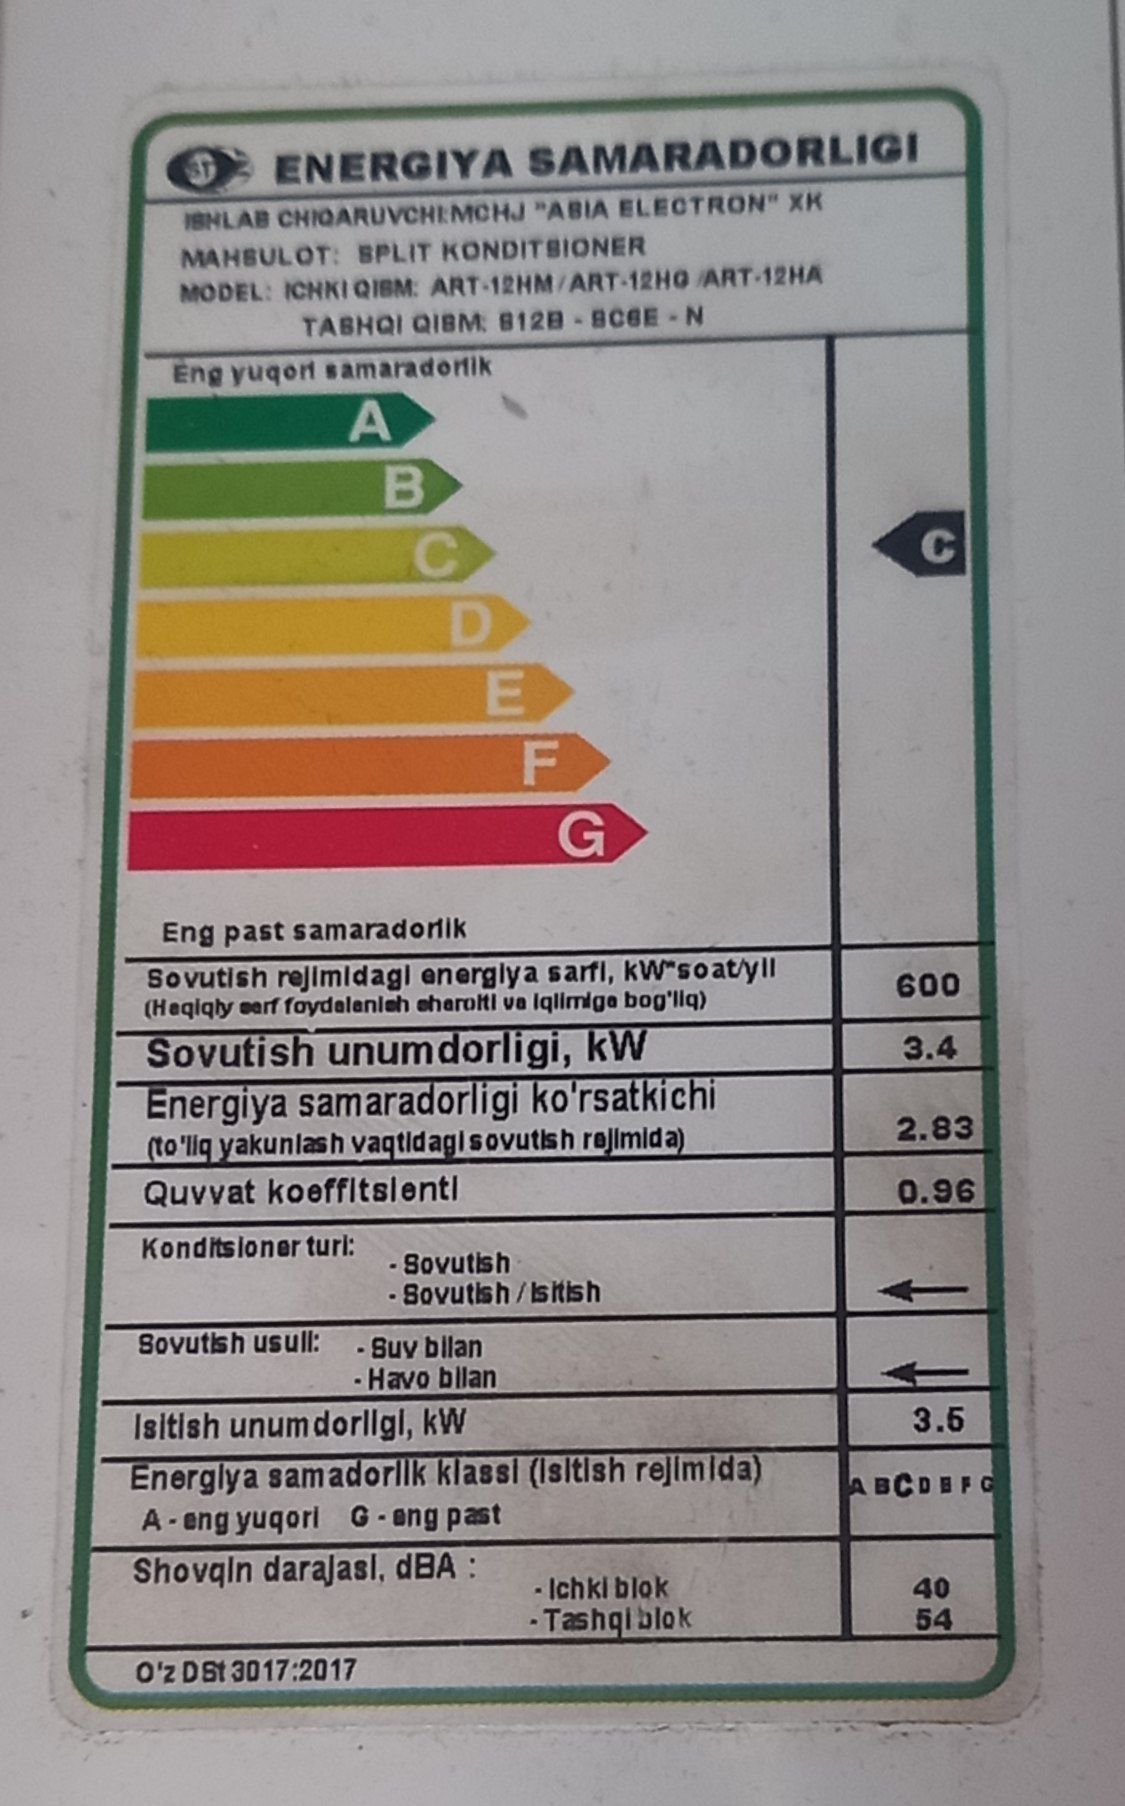 ST
ENERGIYA SAMARADORLIGI
ISHLAB CHIQARUVCHI:MCHJ "ASIA ELECTRON" XK
MAHSULOT: SPLIT KONDITSIONER
MODEL: ICHKI QISM: ART-12HM / ART-12HG / ART-12HA
TASHQI QISM: S12B - SC6E - N
Eng yuqori samaradorlik
A
B
C
C
D
E
F
G
Eng past samaradorlik
Sovutish rejimidagi energiya sarfi, kW*soat/yil 600
(Haqiqiy sarf foydalanish sharoiti va iqlimiga bog'liq)
Sovutish unumdorligi, kW 3.4
Energiya samaradorligi ko'rsatkichi
(to'liq yakunlash vaqtidagi sovutish rejimida) 2.83
Quvvat koeffitsienti 0.96
Konditsioner turi:
- Sovutish
- Sovutish / Isitish
Sovutish usuli: - Suv bilan
- Havo bilan
Isitish unumdorligi, kW 3.5
Energiya samadorlik klassi (isitish rejimida) A B C D E F G
A - eng yuqori G - eng past
Shovqin darajasi, dBA :
- Ichki blok 40
- Tashqi blok 54
O'z DSt 3017:2017